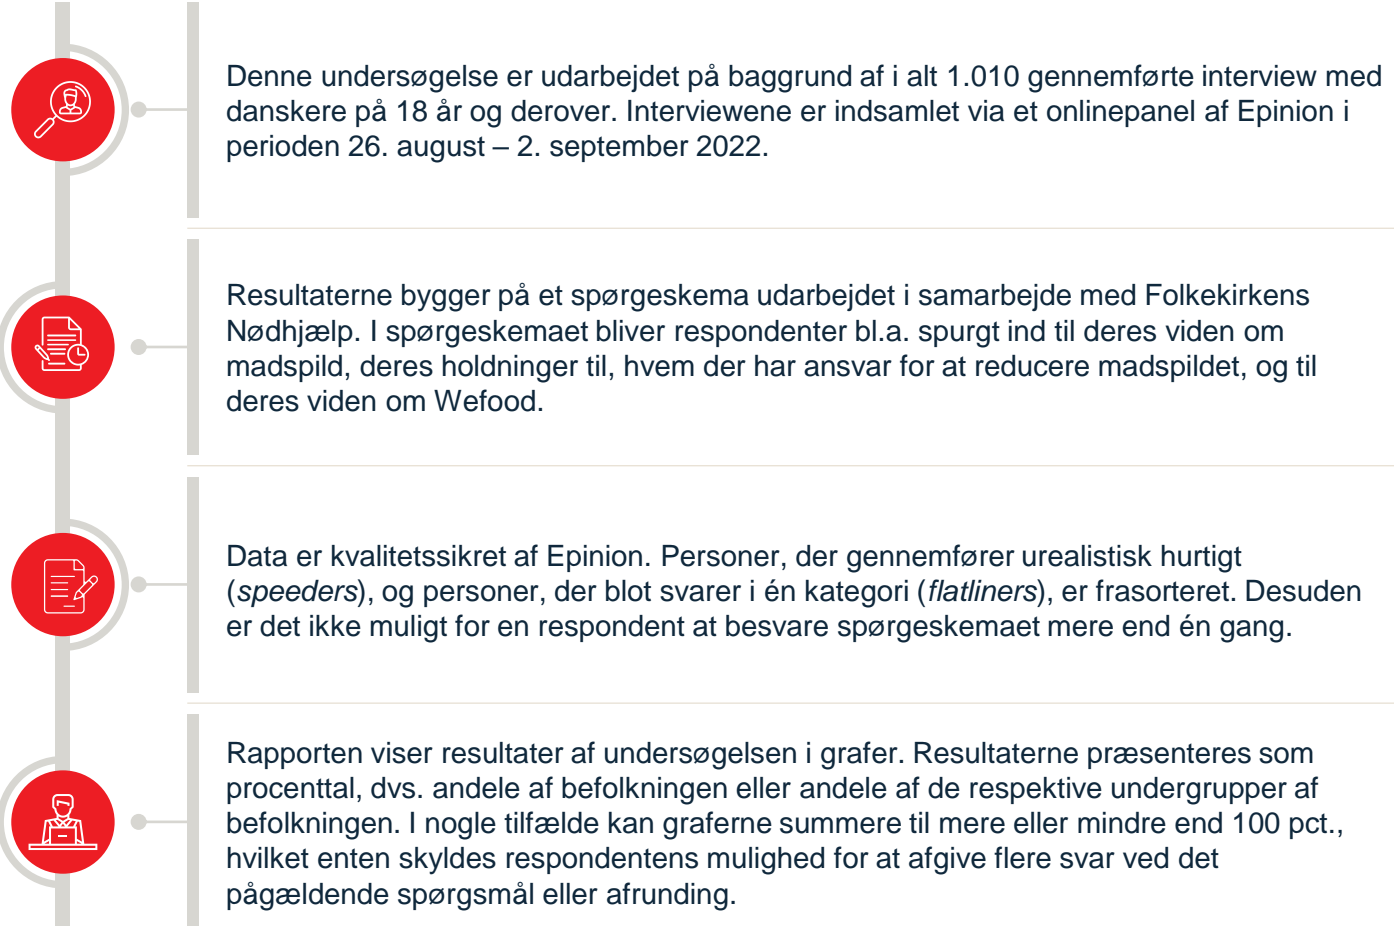 Denne undersøgelse er udarbejdet på baggrund af i alt 1.010 gennemførte interview med
danskere på 18 år og derover. Interviewene er indsamlet via et onlinepanel af Epinion i
perioden 26. august – 2. september 2022.
Resultaterne bygger på et spørgeskema udarbejdet i samarbejde med Folkekirkens
Nødhjælp. I spørgeskemaet bliver respondenter bl.a. spurgt ind til deres viden om
madspild, deres holdninger til, hvem der har ansvar for at reducere madspildet, og til
deres viden om Wefood.
Data er kvalitetssikret af Epinion. Personer, der gennemfører urealistisk hurtigt
(speeders), og personer, der blot svarer i én kategori (flatliners), er frasorteret. Desuden
er det ikke muligt for en respondent at besvare spørgeskemaet mere end én gang.
Rapporten viser resultater af undersøgelsen i grafer. Resultaterne præsenteres som
procenttal, dvs. andele af befolkningen eller andele af de respektive undergrupper af
befolkningen. I nogle tilfælde kan graferne summere til mere eller mindre end 100 pct.,
hvilket enten skyldes respondentens mulighed for at afgive flere svar ved det
pågældende spørgsmål eller afrunding.